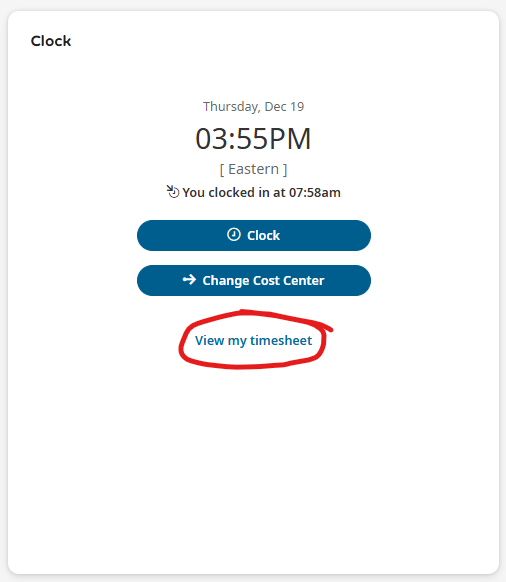 Clock
Thursday, Dec 19
03:55PM
[ Eastern ]
You clocked in at 07:58am
Clock
Change Cost Center
View my timesheet